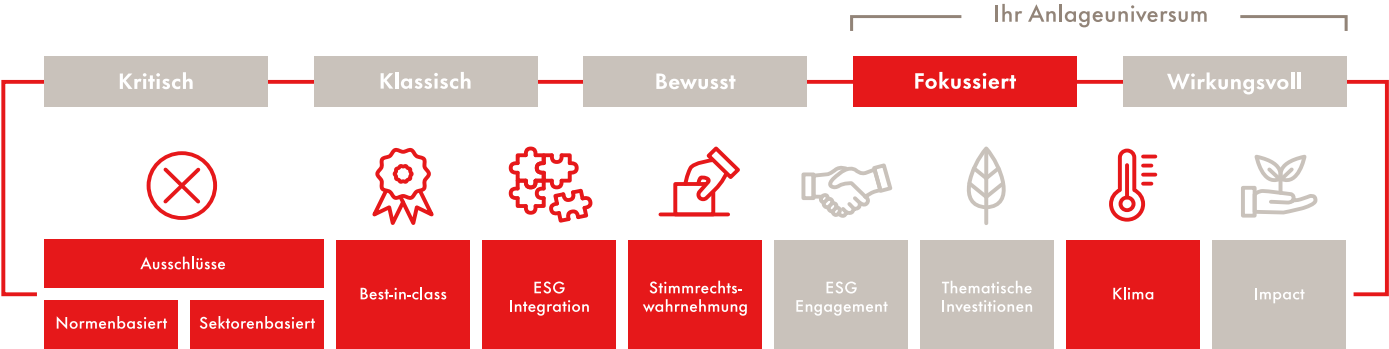 Ihr Anlageuniversum
Kritisch
Klassisch
Bewusst
Fokussiert
Wirkungsvoll
Ausschlüsse
Normenbasiert
Sektorenbasiert
Best-in-class
ESG
Integration
Stimmrechts-
wahrnehmung
ESG
Engagement
Thematische
Investitionen
Klima
Impact